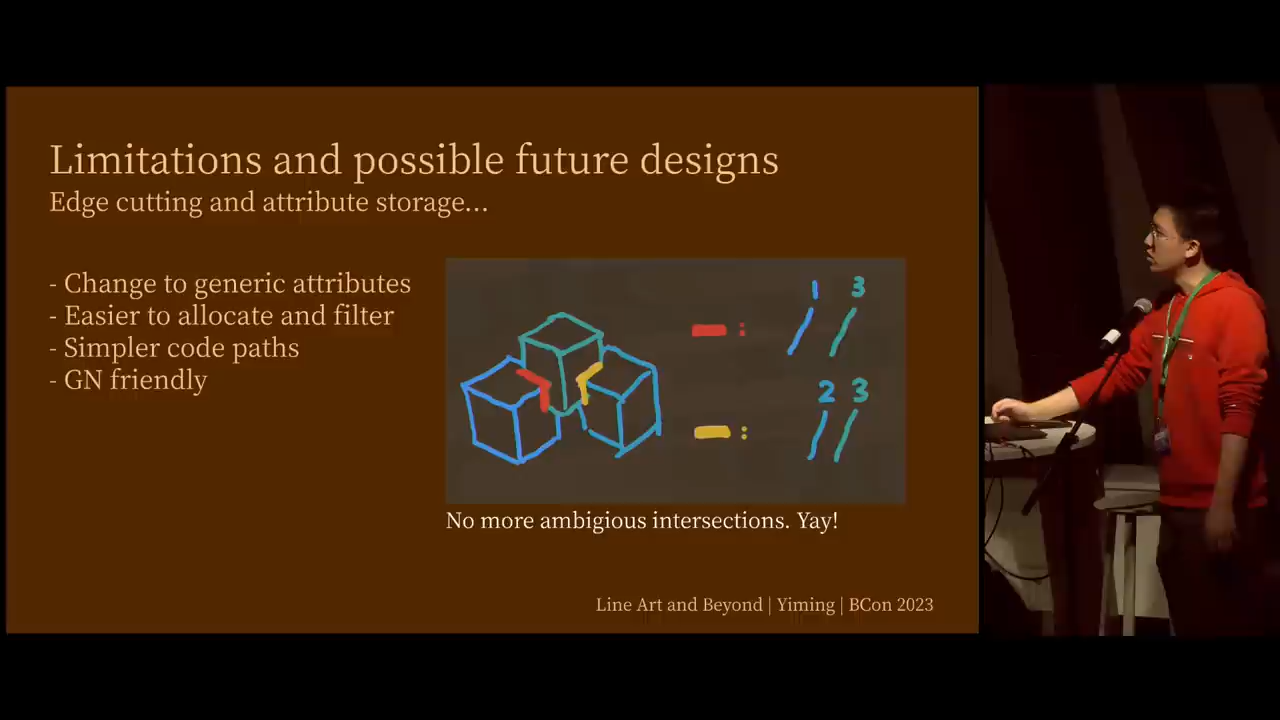 Limitations and possible future designs
Edge cutting and attribute storage...
- Change to generic attributes
- Easier to allocate and filter
- Simpler code paths
- GN friendly
1 3
:
2 3
:
No more ambigious intersections. Yay!
Line Art and Beyond | Yiming | BCon 2023